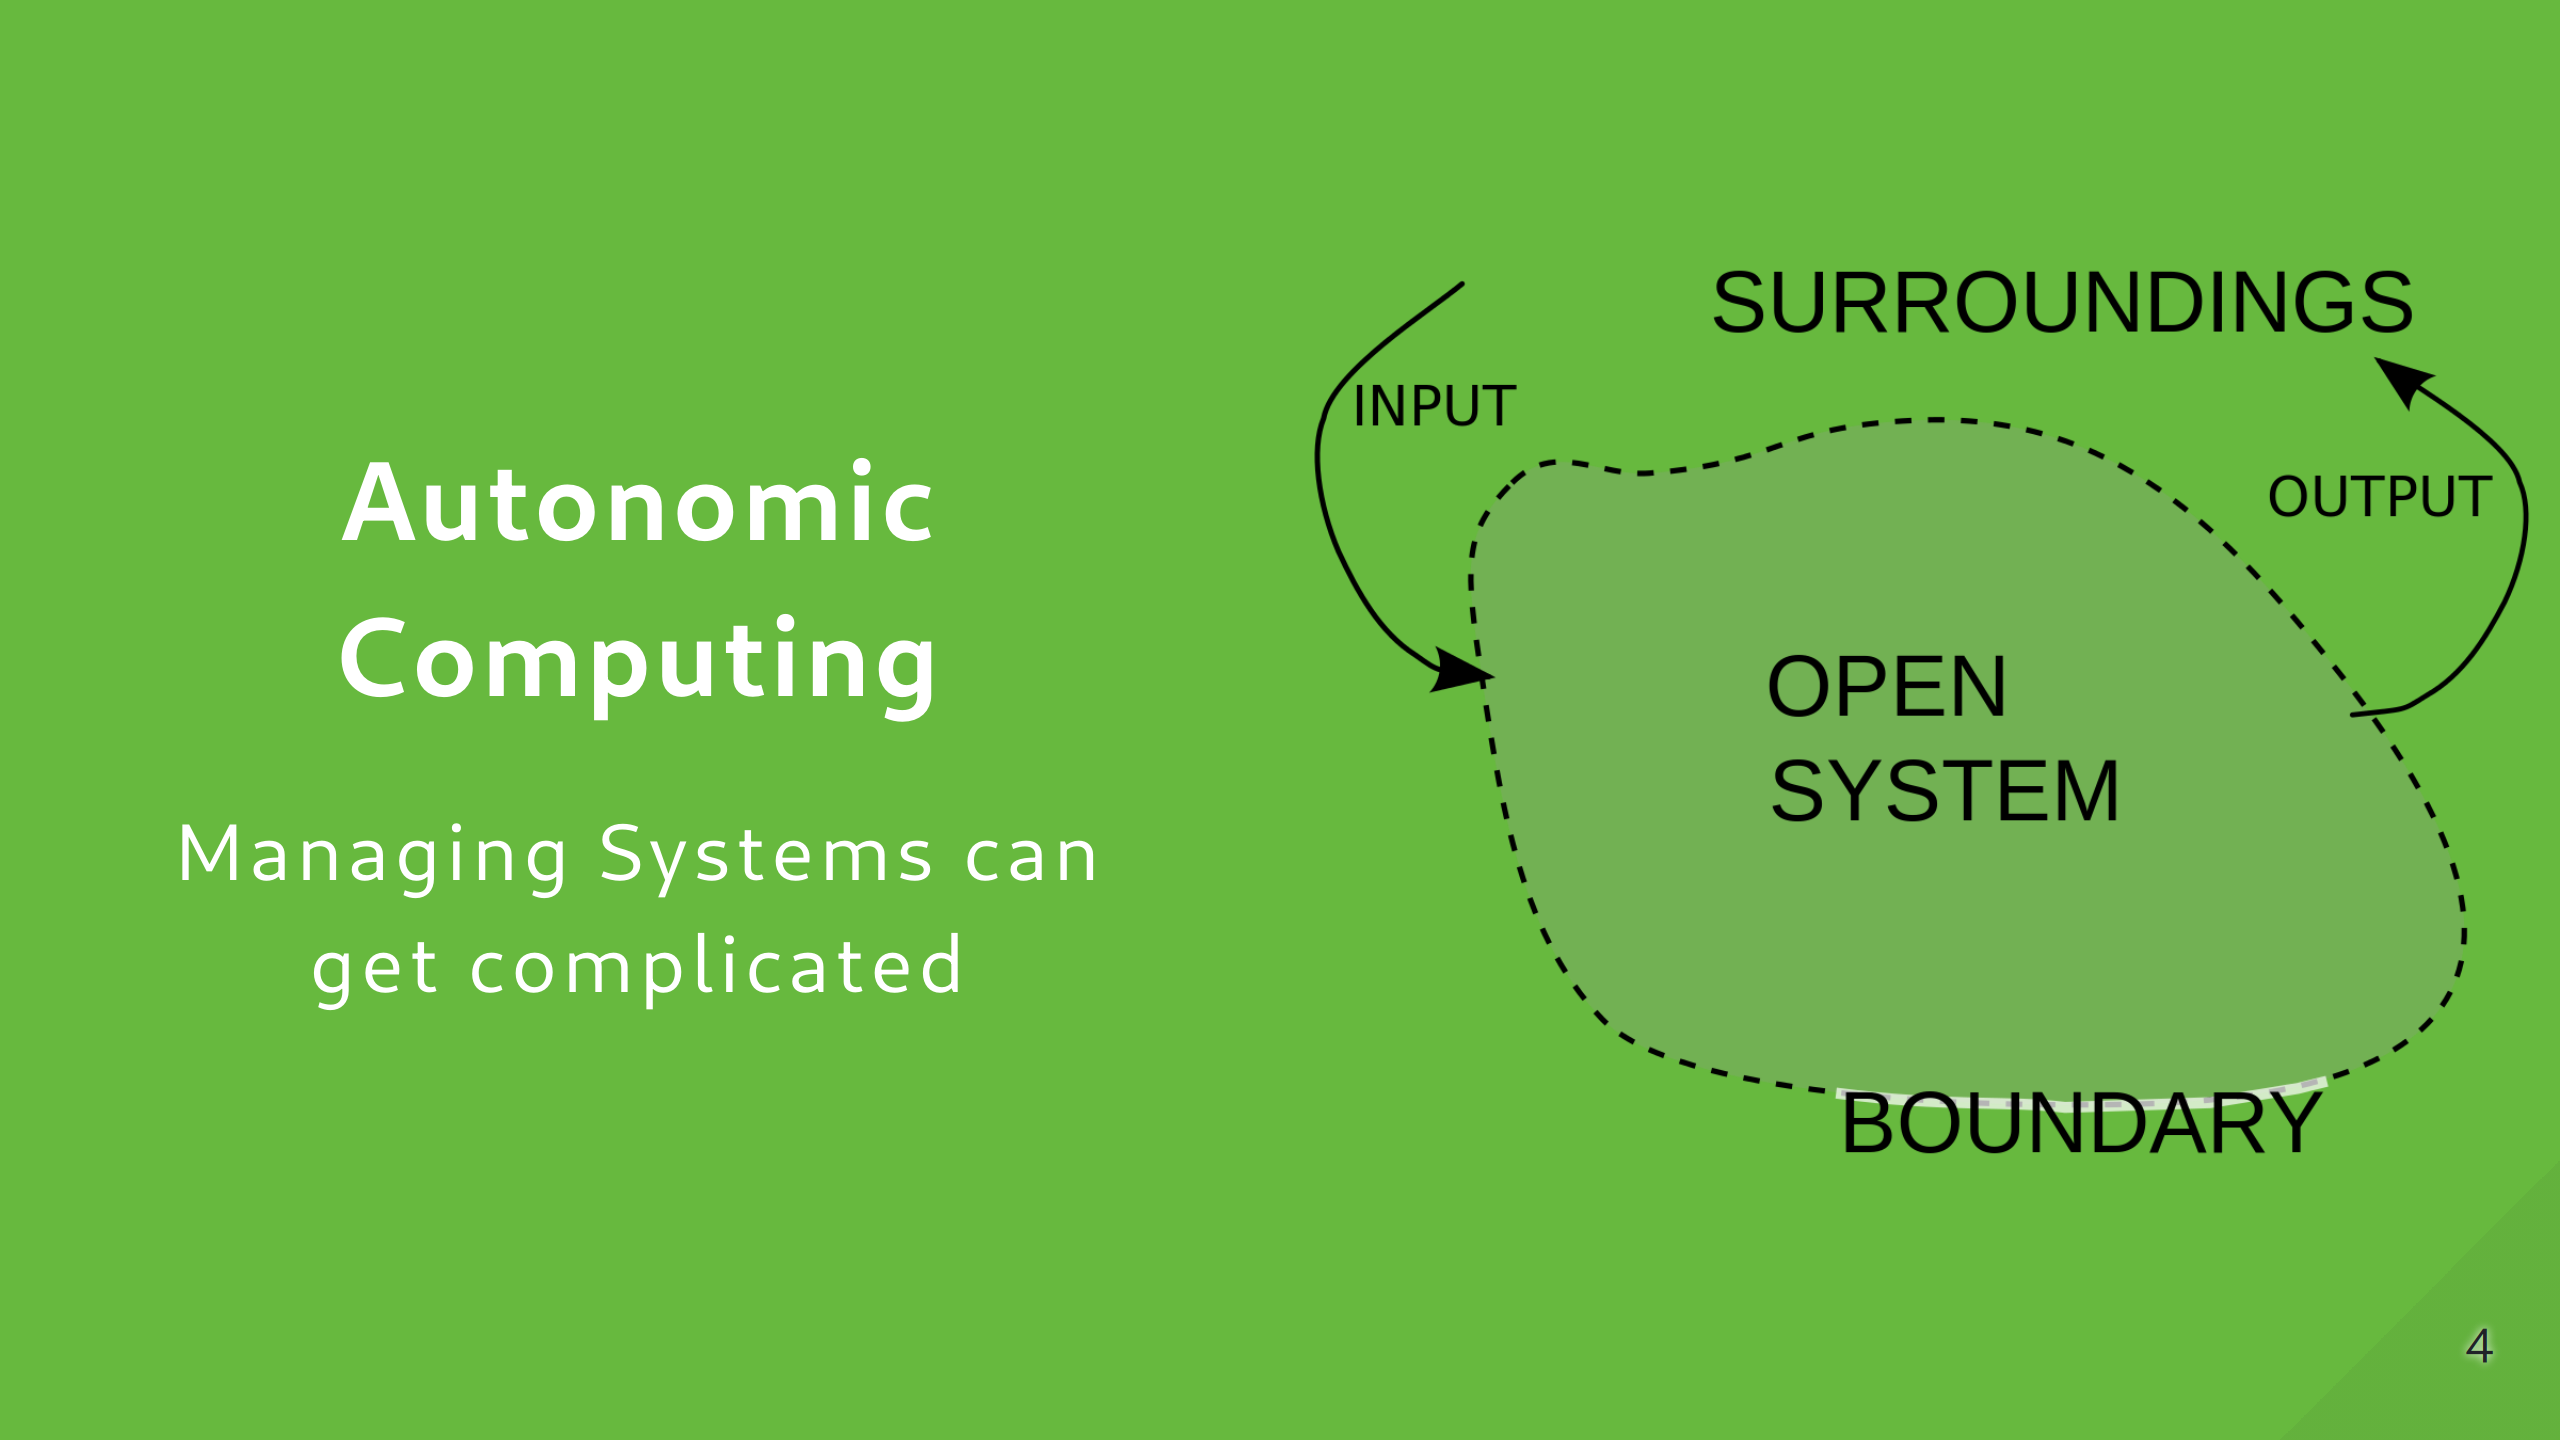 Autonomic
Computing
Managing Systems can
get complicated
SURROUNDINGS
INPUT
OUTPUT
OPEN
SYSTEM
BOUNDARY
4